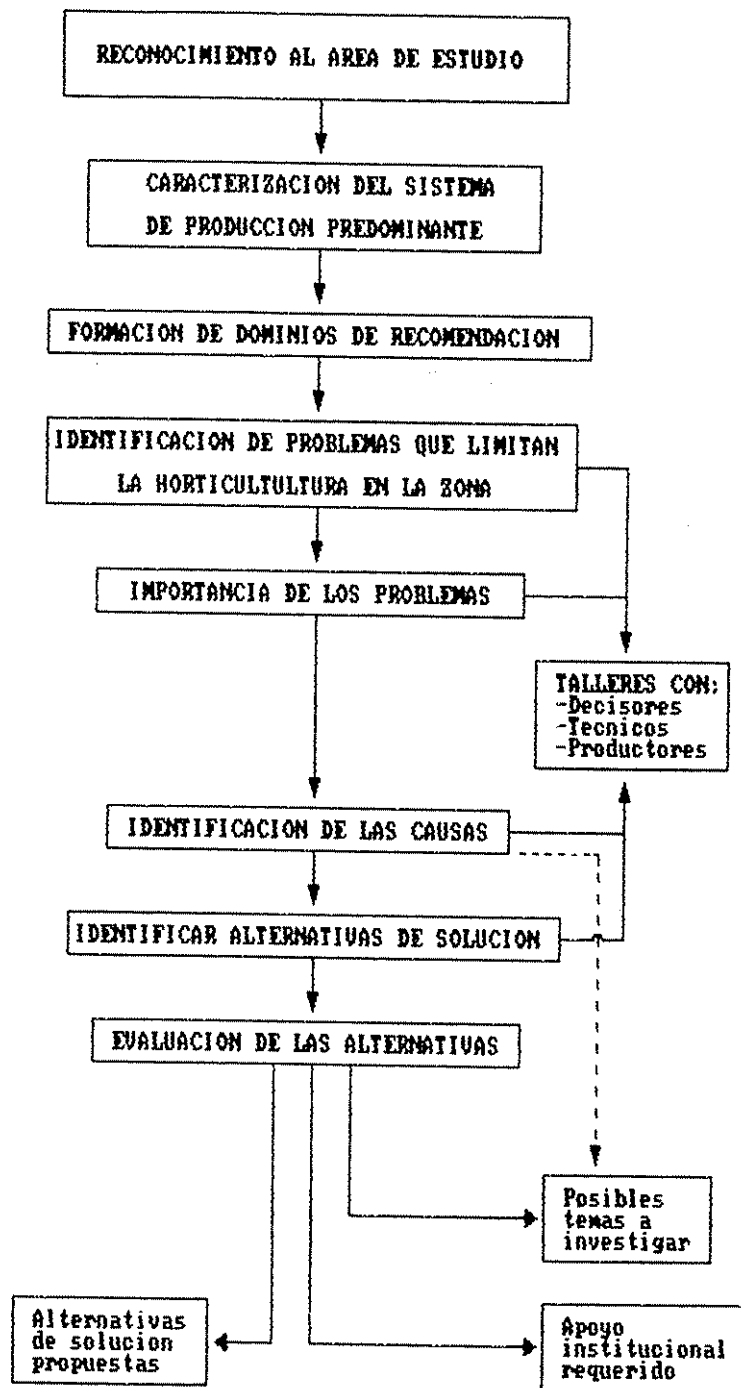 RECONOCIMIENTO AL AREA DE ESTUDIO
CARACTERIZACION DEL SISTEMA
DE PRODUCCION PREDOMINANTE
FORMACION DE DOMINIOS DE RECOMENDACION
IDENTIFICACION DE PROBLEMAS QUE LIMITAN
LA HORTICULTULTURA EN LA ZONA
IMPORTANCIA DE LOS PROBLEMAS
TALLERES CON:
-Decisores
-Tecnicos
-Productores
IDENTIFICACION DE LAS CAUSAS
IDENTIFICAR ALTERNATIVAS DE SOLUCION
EVALUACION DE LAS ALTERNATIVAS
Posibles
temas a
investigar
Alternativas
de solucion
propuestas
Apoyo
institucional
requerido